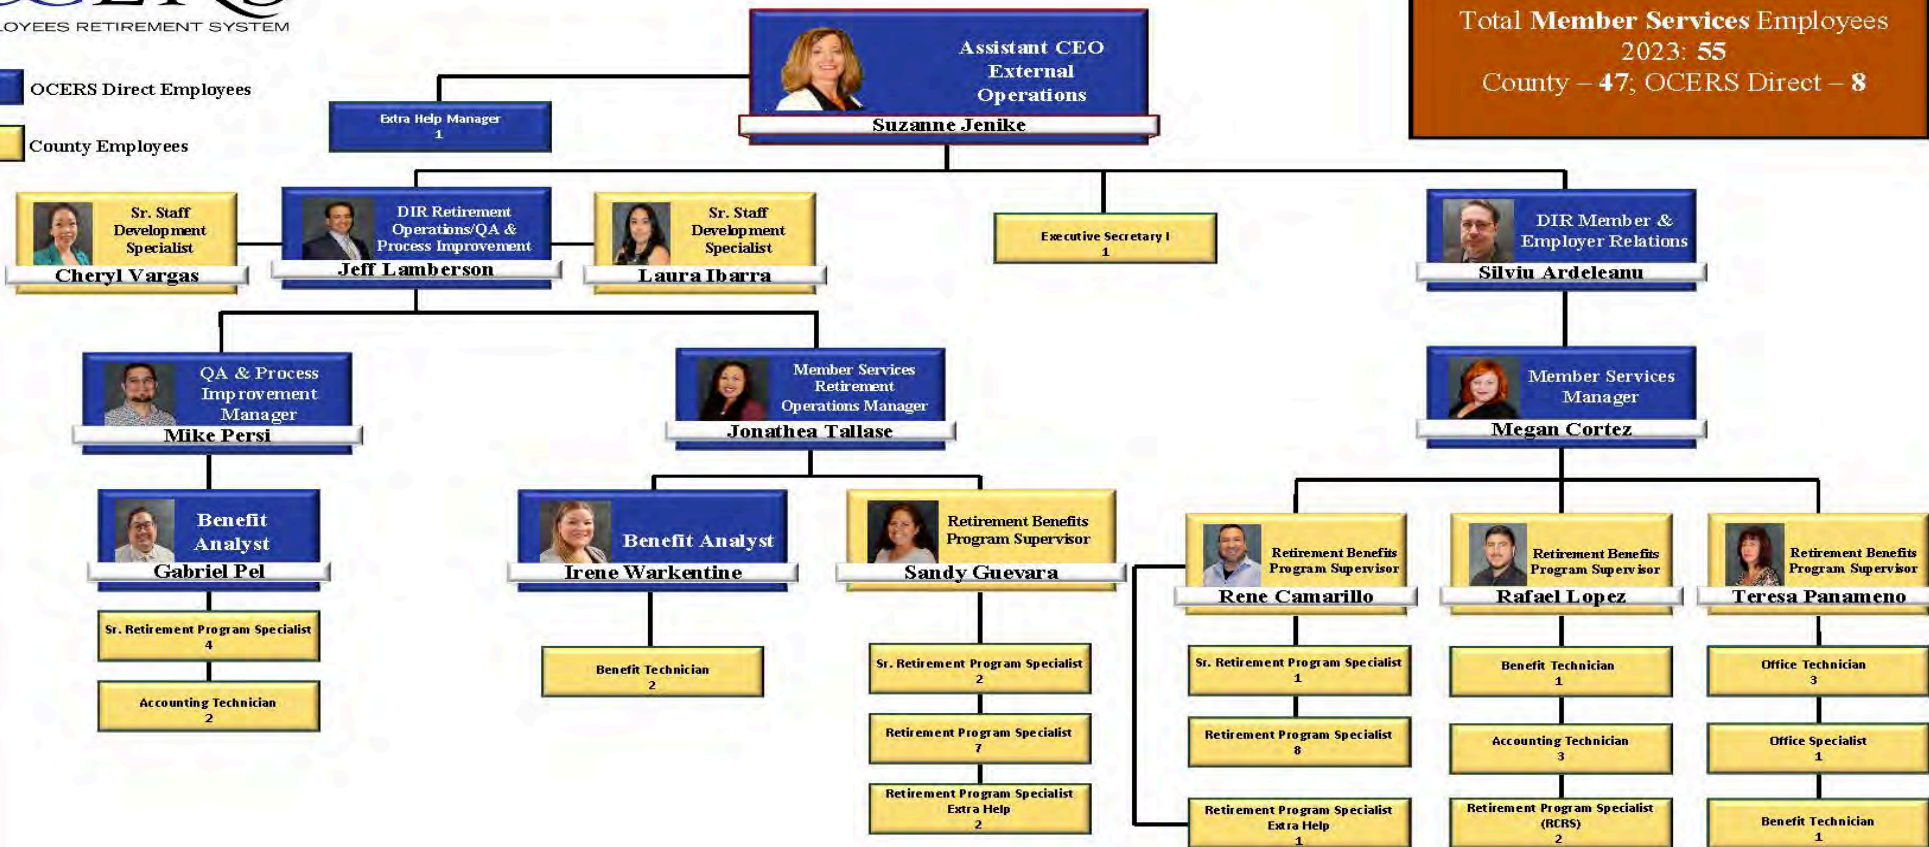 OYEES RETIREMENT SYSTEM
OCERS Direct Employees
County Employees
Total Member Services Employees
2023: 55
County – 47; OCERS Direct – 8
Assistant CEO
External
Operations
Suzanne Jenike
Extra Help Manager
1
Sr. Staff
Development
Specialist
Cheryl Vargas
DIR Retirement
Operations/QA &
Process Improvement
Jeff Lamberson
Sr. Staff
Development
Specialist
Laura Ibarra
Executive Secretary I
1
DIR Member &
Employer Relations
Silviu Ardeleanu
QA & Process
Improvement
Manager
Mike Persi
Member Services
Retirement
Operations Manager
Jonathea Tallase
Member Services
Manager
Megan Cortez
Benefit
Analyst
Gabriel Pel
Benefit Analyst
Irene Warkentine
Retirement Benefits
Program Supervisor
Sandy Guevara
Retirement Benefits
Program Supervisor
Rene Camarillo
Retirement Benefits
Program Supervisor
Rafael Lopez
Retirement Benefits
Program Supervisor
Teresa Panameno
Sr. Retirement Program Specialist
4
Accounting Technician
2
Benefit Technician
2
Sr. Retirement Program Specialist
2
Retirement Program Specialist
7
Retirement Program Specialist
Extra Help
2
Sr. Retirement Program Specialist
1
Retirement Program Specialist
8
Retirement Program Specialist
Extra Help
1
Benefit Technician
1
Accounting Technician
3
Retirement Program Specialist
(RCRS)
2
Office Technician
3
Office Specialist
1
Benefit Technician
1